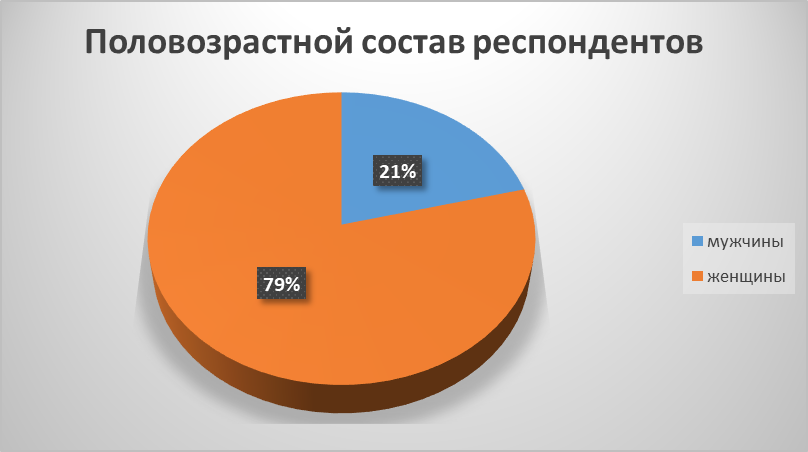 Половозрастной состав респондентов
21%
79%
мужчины
женщины